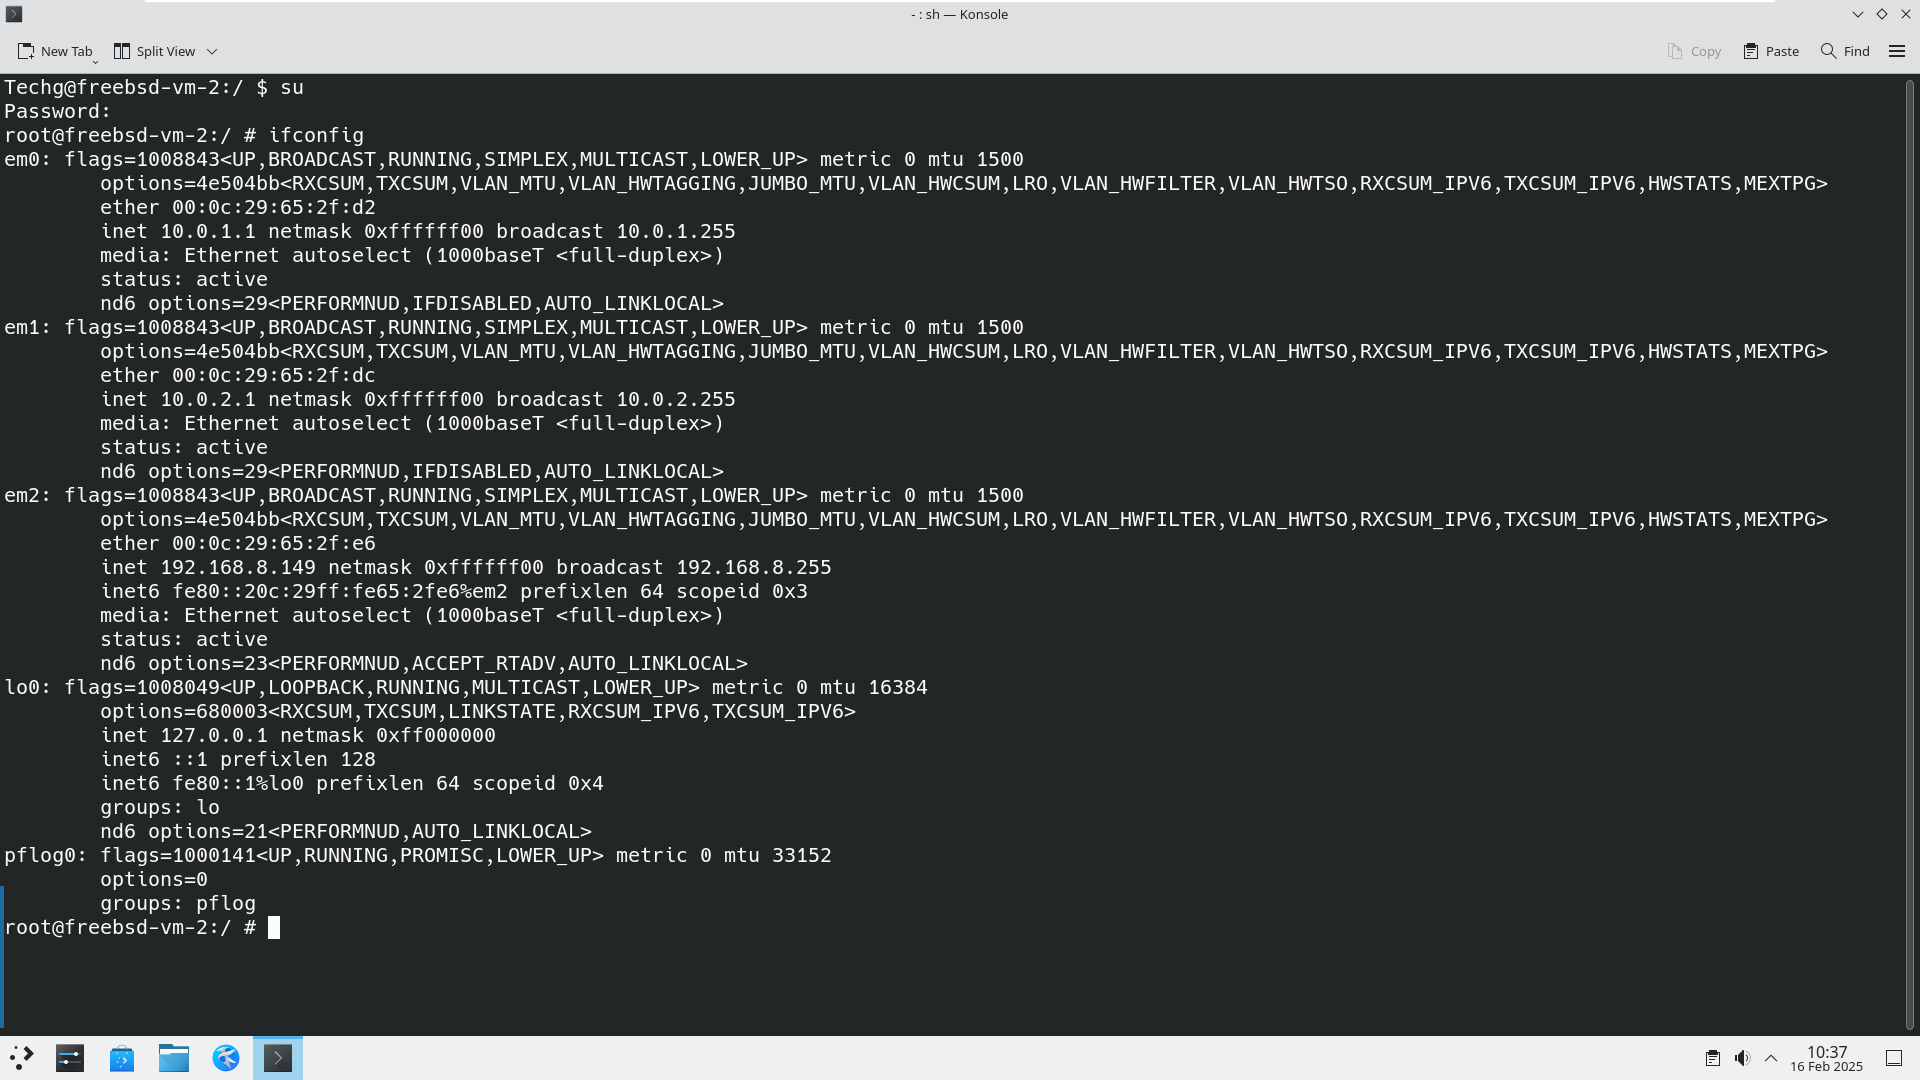 - : sh — Konsole
New Tab
Split View
Copy
Paste
Find
Techg@freebsd-vm-2:/ $ su
Password:
root@freebsd-vm-2:/ # ifconfig
em0: flags=1008843<UP,BROADCAST,RUNNING,SIMPLEX,MULTICAST,LOWER_UP> metric 0 mtu 1500
        options=4e504bb<RXCSUM,TXCSUM,VLAN_MTU,VLAN_HWTAGGING,JUMBO_MTU,VLAN_HWCSUM,LRO,VLAN_HWFILTER,VLAN_HWTSO,RXCSUM_IPV6,TXCSUM_IPV6,HWSTATS,MEXTPG>
        ether 00:0c:29:65:2f:d2
        inet 10.0.1.1 netmask 0xffffff00 broadcast 10.0.1.255
        media: Ethernet autoselect (1000baseT <full-duplex>)
        status: active
        nd6 options=29<PERFORMNUD,IFDISABLED,AUTO_LINKLOCAL>
em1: flags=1008843<UP,BROADCAST,RUNNING,SIMPLEX,MULTICAST,LOWER_UP> metric 0 mtu 1500
        options=4e504bb<RXCSUM,TXCSUM,VLAN_MTU,VLAN_HWTAGGING,JUMBO_MTU,VLAN_HWCSUM,LRO,VLAN_HWFILTER,VLAN_HWTSO,RXCSUM_IPV6,TXCSUM_IPV6,HWSTATS,MEXTPG>
        ether 00:0c:29:65:2f:dc
        inet 10.0.2.1 netmask 0xffffff00 broadcast 10.0.2.255
        media: Ethernet autoselect (1000baseT <full-duplex>)
        status: active
        nd6 options=29<PERFORMNUD,IFDISABLED,AUTO_LINKLOCAL>
em2: flags=1008843<UP,BROADCAST,RUNNING,SIMPLEX,MULTICAST,LOWER_UP> metric 0 mtu 1500
        options=4e504bb<RXCSUM,TXCSUM,VLAN_MTU,VLAN_HWTAGGING,JUMBO_MTU,VLAN_HWCSUM,LRO,VLAN_HWFILTER,VLAN_HWTSO,RXCSUM_IPV6,TXCSUM_IPV6,HWSTATS,MEXTPG>
        ether 00:0c:29:65:2f:e6
        inet 192.168.8.149 netmask 0xffffff00 broadcast 192.168.8.255
        inet6 fe80::20c:29ff:fe65:2fe6%em2 prefixlen 64 scopeid 0x3
        media: Ethernet autoselect (1000baseT <full-duplex>)
        status: active
        nd6 options=23<PERFORMNUD,ACCEPT_RTADV,AUTO_LINKLOCAL>
lo0: flags=1008049<UP,LOOPBACK,RUNNING,MULTICAST,LOWER_UP> metric 0 mtu 16384
        options=680003<RXCSUM,TXCSUM,LINKSTATE,RXCSUM_IPV6,TXCSUM_IPV6>
        inet 127.0.0.1 netmask 0xff000000
        inet6 ::1 prefixlen 128
        inet6 fe80::1%lo0 prefixlen 64 scopeid 0x4
        groups: lo
        nd6 options=21<PERFORMNUD,AUTO_LINKLOCAL>
pflog0: flags=1000141<UP,RUNNING,PROMISC,LOWER_UP> metric 0 mtu 33152
        options=0
        groups: pflog
root@freebsd-vm-2:/ #
10:37
16 Feb 2025